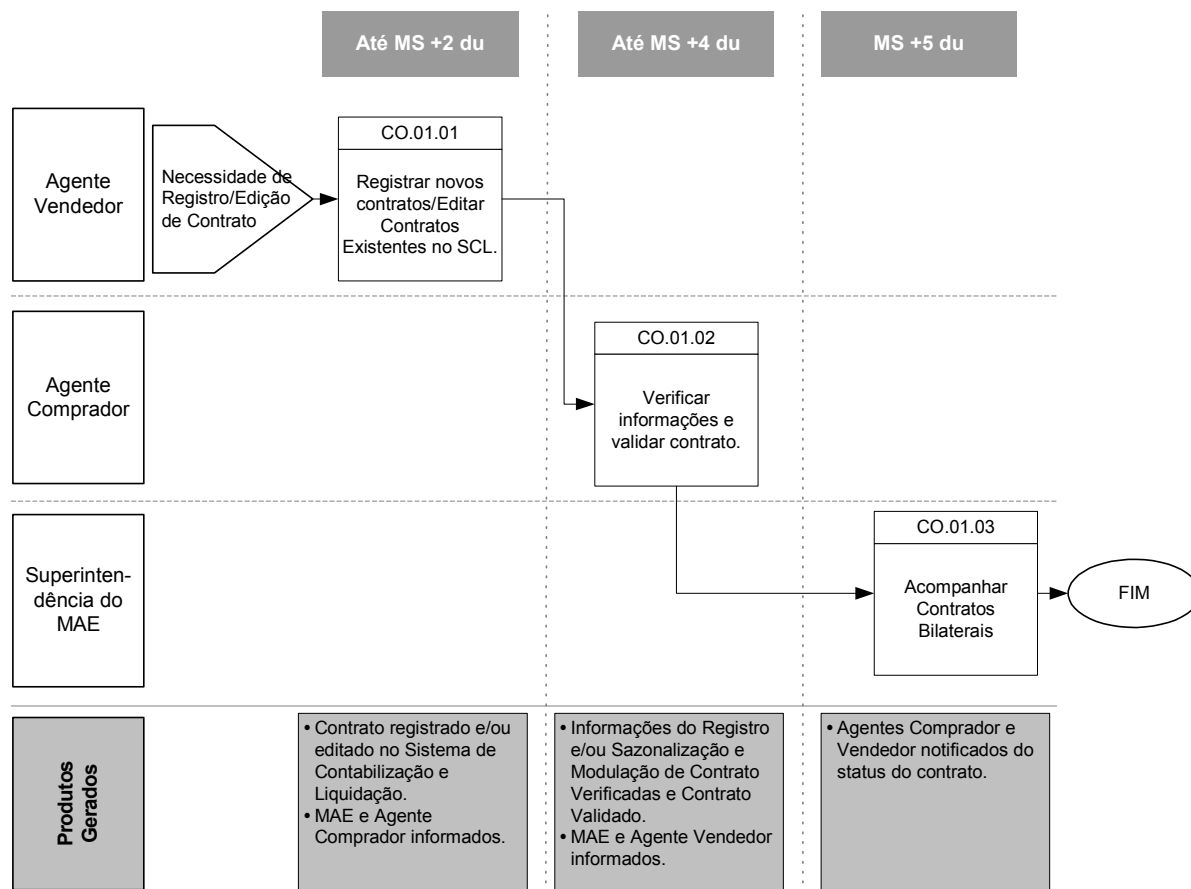 Até MS +2 du
Até MS +4 du
MS +5 du
Agente
Vendedor
Necessidade de
Registro/Edição
de Contrato
CO.01.01
Registrar novos
contratos/Editar
Contratos
Existentes no SCL.
Agente
Comprador
CO.01.02
Verificar
informações e
validar contrato.
Superinten-
dência do
MAE
CO.01.03
Acompanhar
Contratos
Bilaterais
FIM
Produtos
Gerados
• Contrato registrado e/ou
editado no Sistema de
Contabilização e
Liquidação.
• MAE e Agente
Comprador informados.
• Informações do Registro
e/ou Sazonalização e
Modulação de Contrato
Verificadas e Contrato
Validado.
• MAE e Agente Vendedor
informados.
• Agentes Comprador e
Vendedor notificados do
status do contrato.